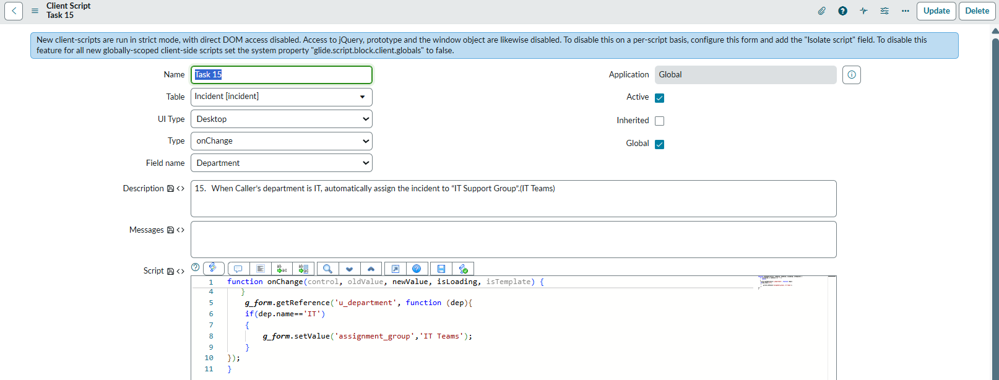 Client Script
Task 15
Update
Delete
New client-scripts are run in strict mode, with direct DOM access disabled. Access to jQuery, prototype and the window object are likewise disabled. To disable this on a per-script basis, configure this form and add the "Isolate script" field. To disable this
feature for all new globally-scoped client-side scripts set the system property "glide.script.block.client.globals" to false.
Name
Task 15
Application
Global
Table
Incident [incident]
Active
UI Type
Desktop
Inherited
Type
onChange
Global
Field name
Department
Description
15. When Caller's department is IT, automatically assign the incident to “IT Support Group”.(IT Teams)
Messages
Script
1 function onChange(control, oldValue, newValue, isLoading, isTemplate) {
4 }
5 g_form.getReference('u_department', function (dep){
6 if(dep.name=='IT')
7 {
8 g_form.setValue('assignment_group','IT Teams');
9 }
10 });
11 }